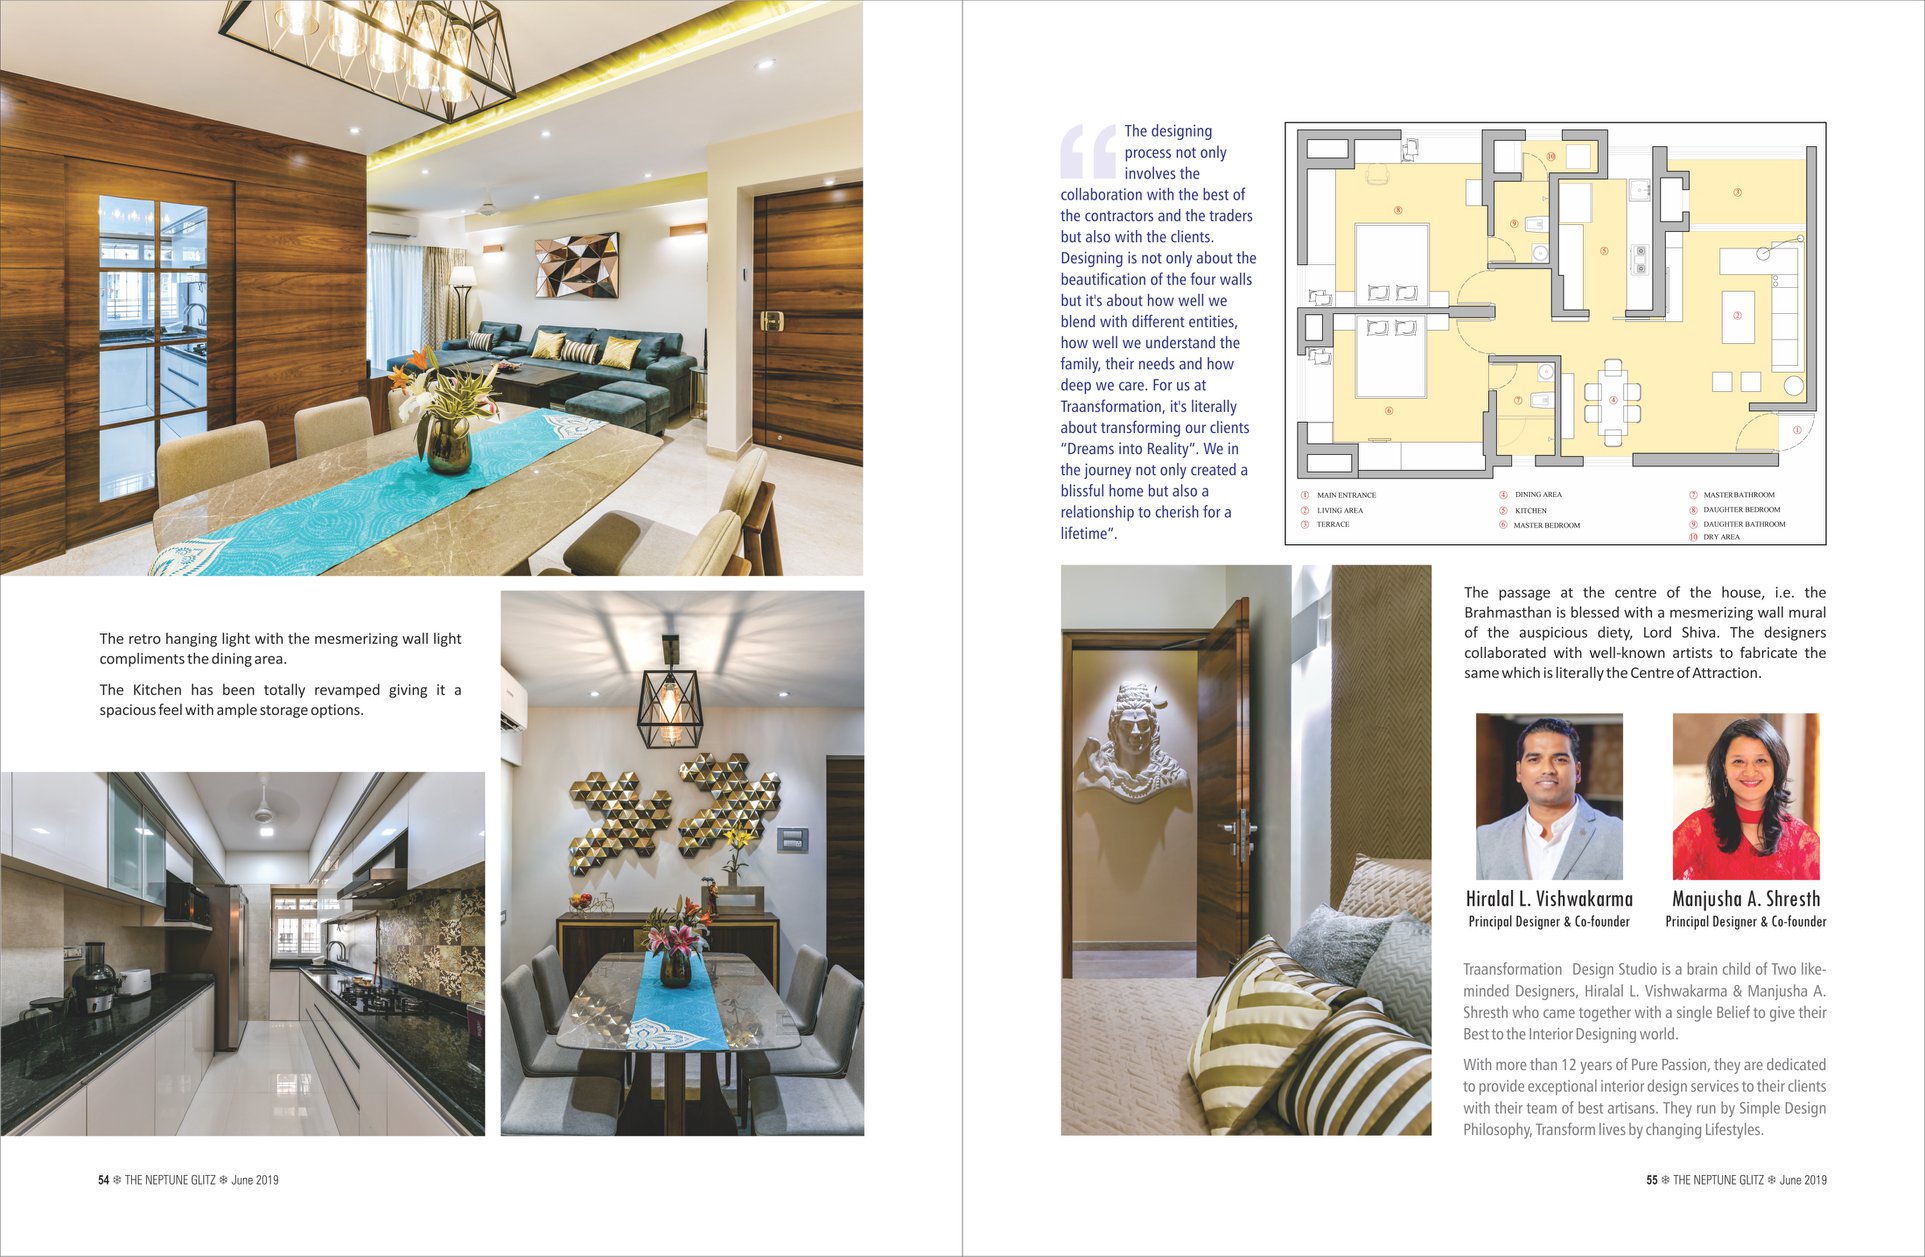 The retro hanging light with the mesmerizing wall light
compliments the dining area.
The Kitchen has been totally revamped giving it a
spacious feel with ample storage options.
54 ❄ THE NEPTUNE GLITZ ❄ June 2019
“
The designing
process not only
involves the
collaboration with the best of
the contractors and the traders
but also with the clients.
Designing is not only about the
beautification of the four walls
but it's about how well we
blend with different entities,
how well we understand the
family, their needs and how
deep we care. For us at
Traansformation, it's literally
about transforming our clients
“Dreams into Reality”. We in
the journey not only created a
blissful home but also a
relationship to cherish for a
lifetime”.
10
3
8
9
5
2
6
7
4
1
1 MAIN ENTRANCE
2 LIVING AREA
3 TERRACE
4 DINING AREA
5 KITCHEN
6 MASTER BEDROOM
7 MASTERBATHROOM
8 DAUGHTER BEDROOM
9 DAUGHTER BATHROOM
10 DRY AREA
The passage at the centre of the house, i.e. the
Brahmasthan is blessed with a mesmerizing wall mural
of the auspicious diety, Lord Shiva. The designers
collaborated with well-known artists to fabricate the
same which is literally the Centre of Attraction.
Hiralal L. Vishwakarma
Principal Designer & Co-founder
Manjusha A. Shresth
Principal Designer & Co-founder
Traansformation Design Studio is a brain child of Two like-
minded Designers, Hiralal L. Vishwakarma & Manjusha A.
Shresth who came together with a single Belief to give their
Best to the Interior Designing world.
With more than 12 years of Pure Passion, they are dedicated
to provide exceptional interior design services to their clients
with their team of best artisans. They run by Simple Design
Philosophy, Transform lives by changing Lifestyles.
55 ❄ THE NEPTUNE GLITZ ❄ June 2019